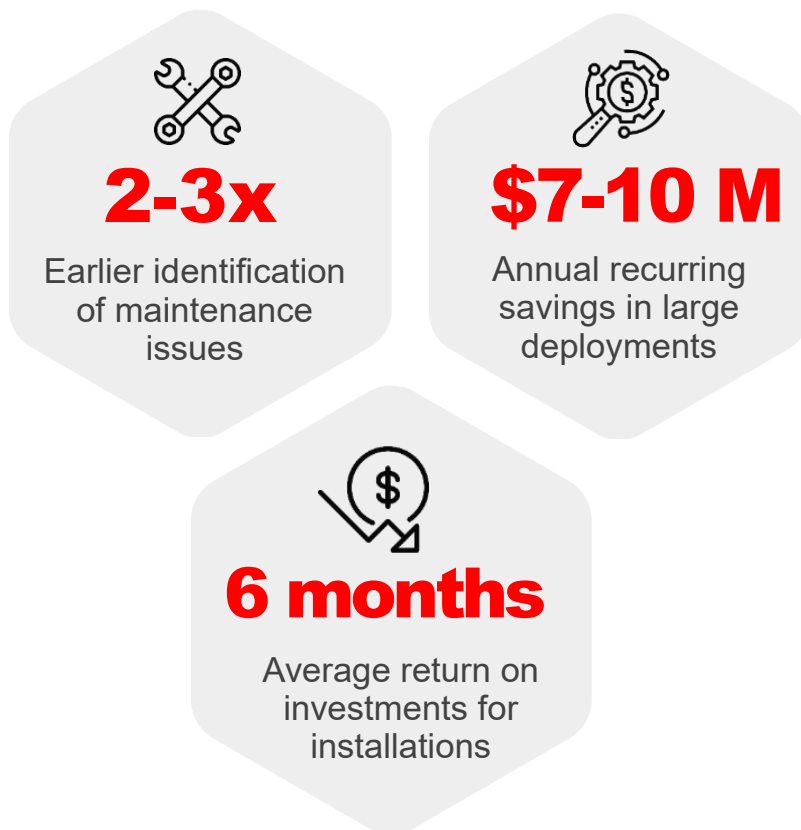 2-3x
Earlier identification
of maintenance
issues
$7-10 M
Annual recurring
savings in large
deployments
$
6 months
Average return on
investments for
installations